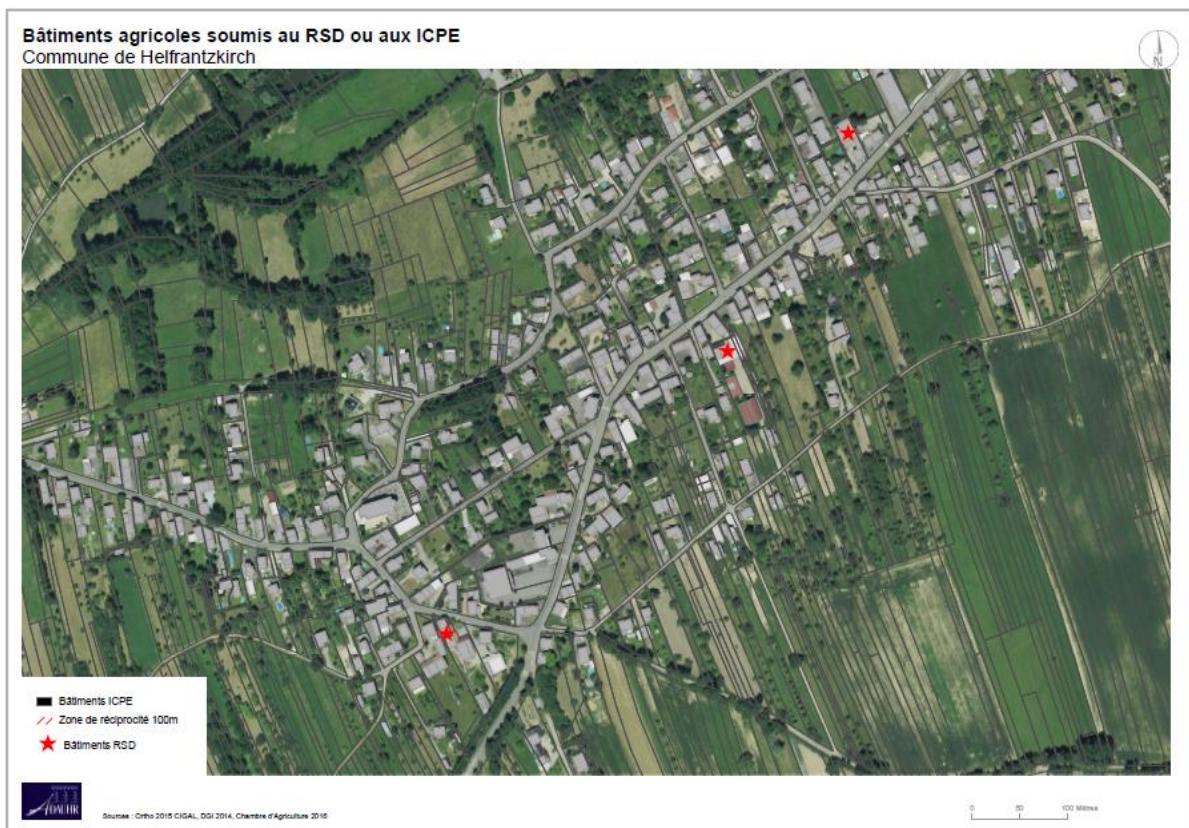 Bâtiments agricoles soumis au RSD ou aux ICPE
Commune de Helfrantzkirch
N
Bâtiments ICPE
Zone de réciprocité 100m
Bâtiments RSD
ADAUHR
Sources : Ortho 2015 CIGAL, DGI 2014, Chambre d'Agriculture 2016
0 50 100 Mètres